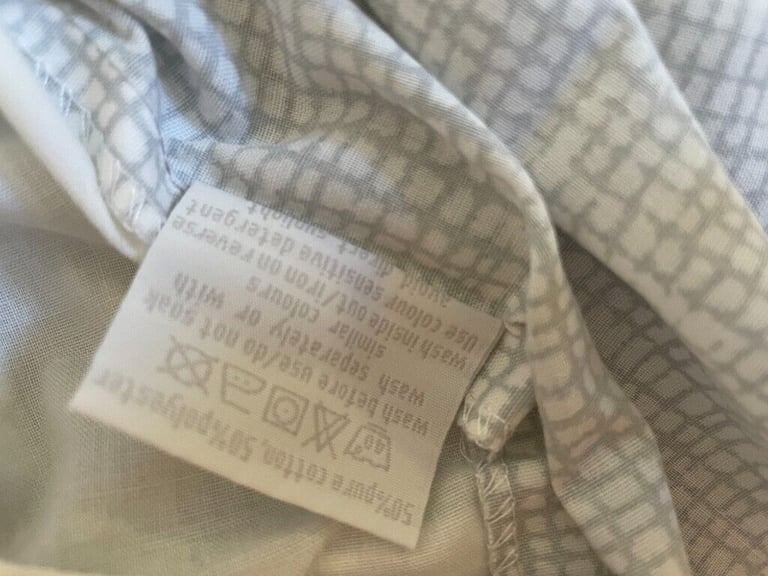 50%pure cotton, 50%polyester
60
wash before use/do not soak
wash separately or with
similar colours
wash inside out/iron on reverse
Use colour sensitive detergent
avoid direct sunlight